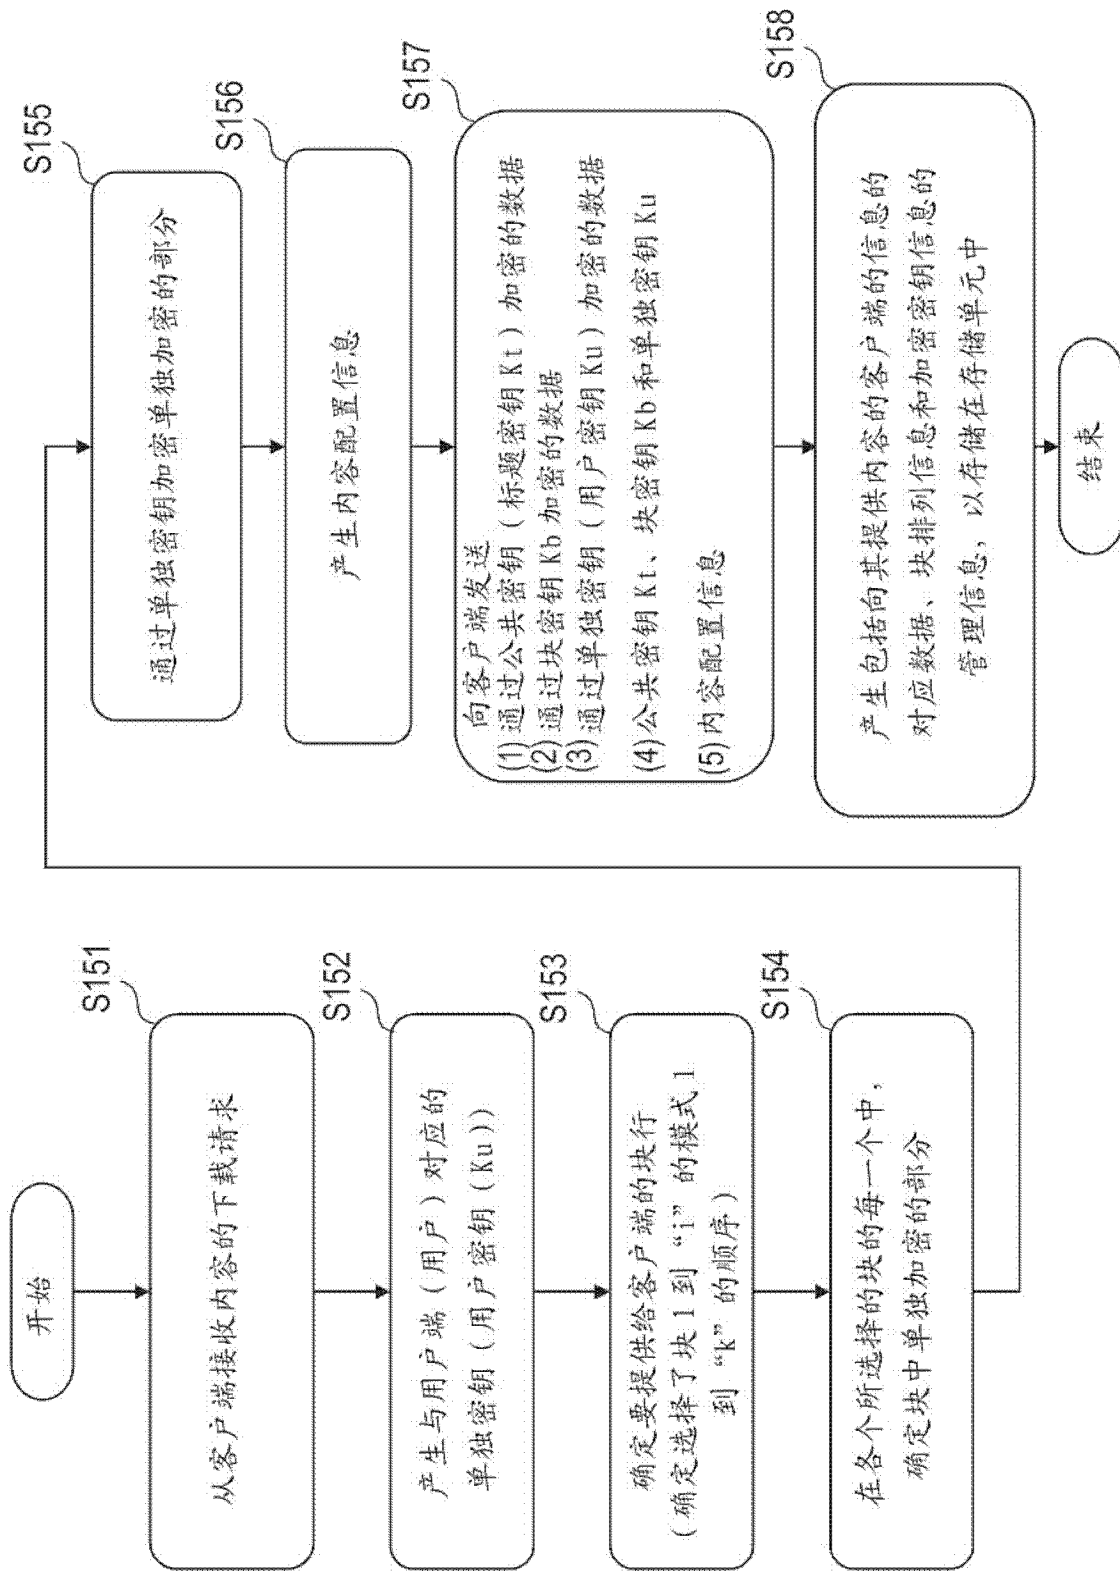 开始
S151
从客户端接收内容的下载请求
S152
产生与用户端（用户）对应的
单独密钥（用户密钥（Ku））
S153
确定要提供给客户端的块行
（确定选择了块1到“i”的模式1
到“k”的顺序）
S154
在各个所选择的块的每一个中，
确定块中单独加密的部分
S155
通过单独密钥加密单独加密的部分
S156
产生内容配置信息
S157
向客户端发送
(1)通过公共密钥（标题密钥Kt）加密的数据
(2)通过块密钥Kb加密的数据
(3)通过单独密钥（用户密钥Ku）加密的数据
(4)公共密钥Kt、块密钥Kb和单独密钥Ku
(5)内容配置信息
S158
产生包括向其提供内容的客户端的信息的
对应数据、块排列信息和加密密钥信息的
管理信息，以存储在存储单元中
结束